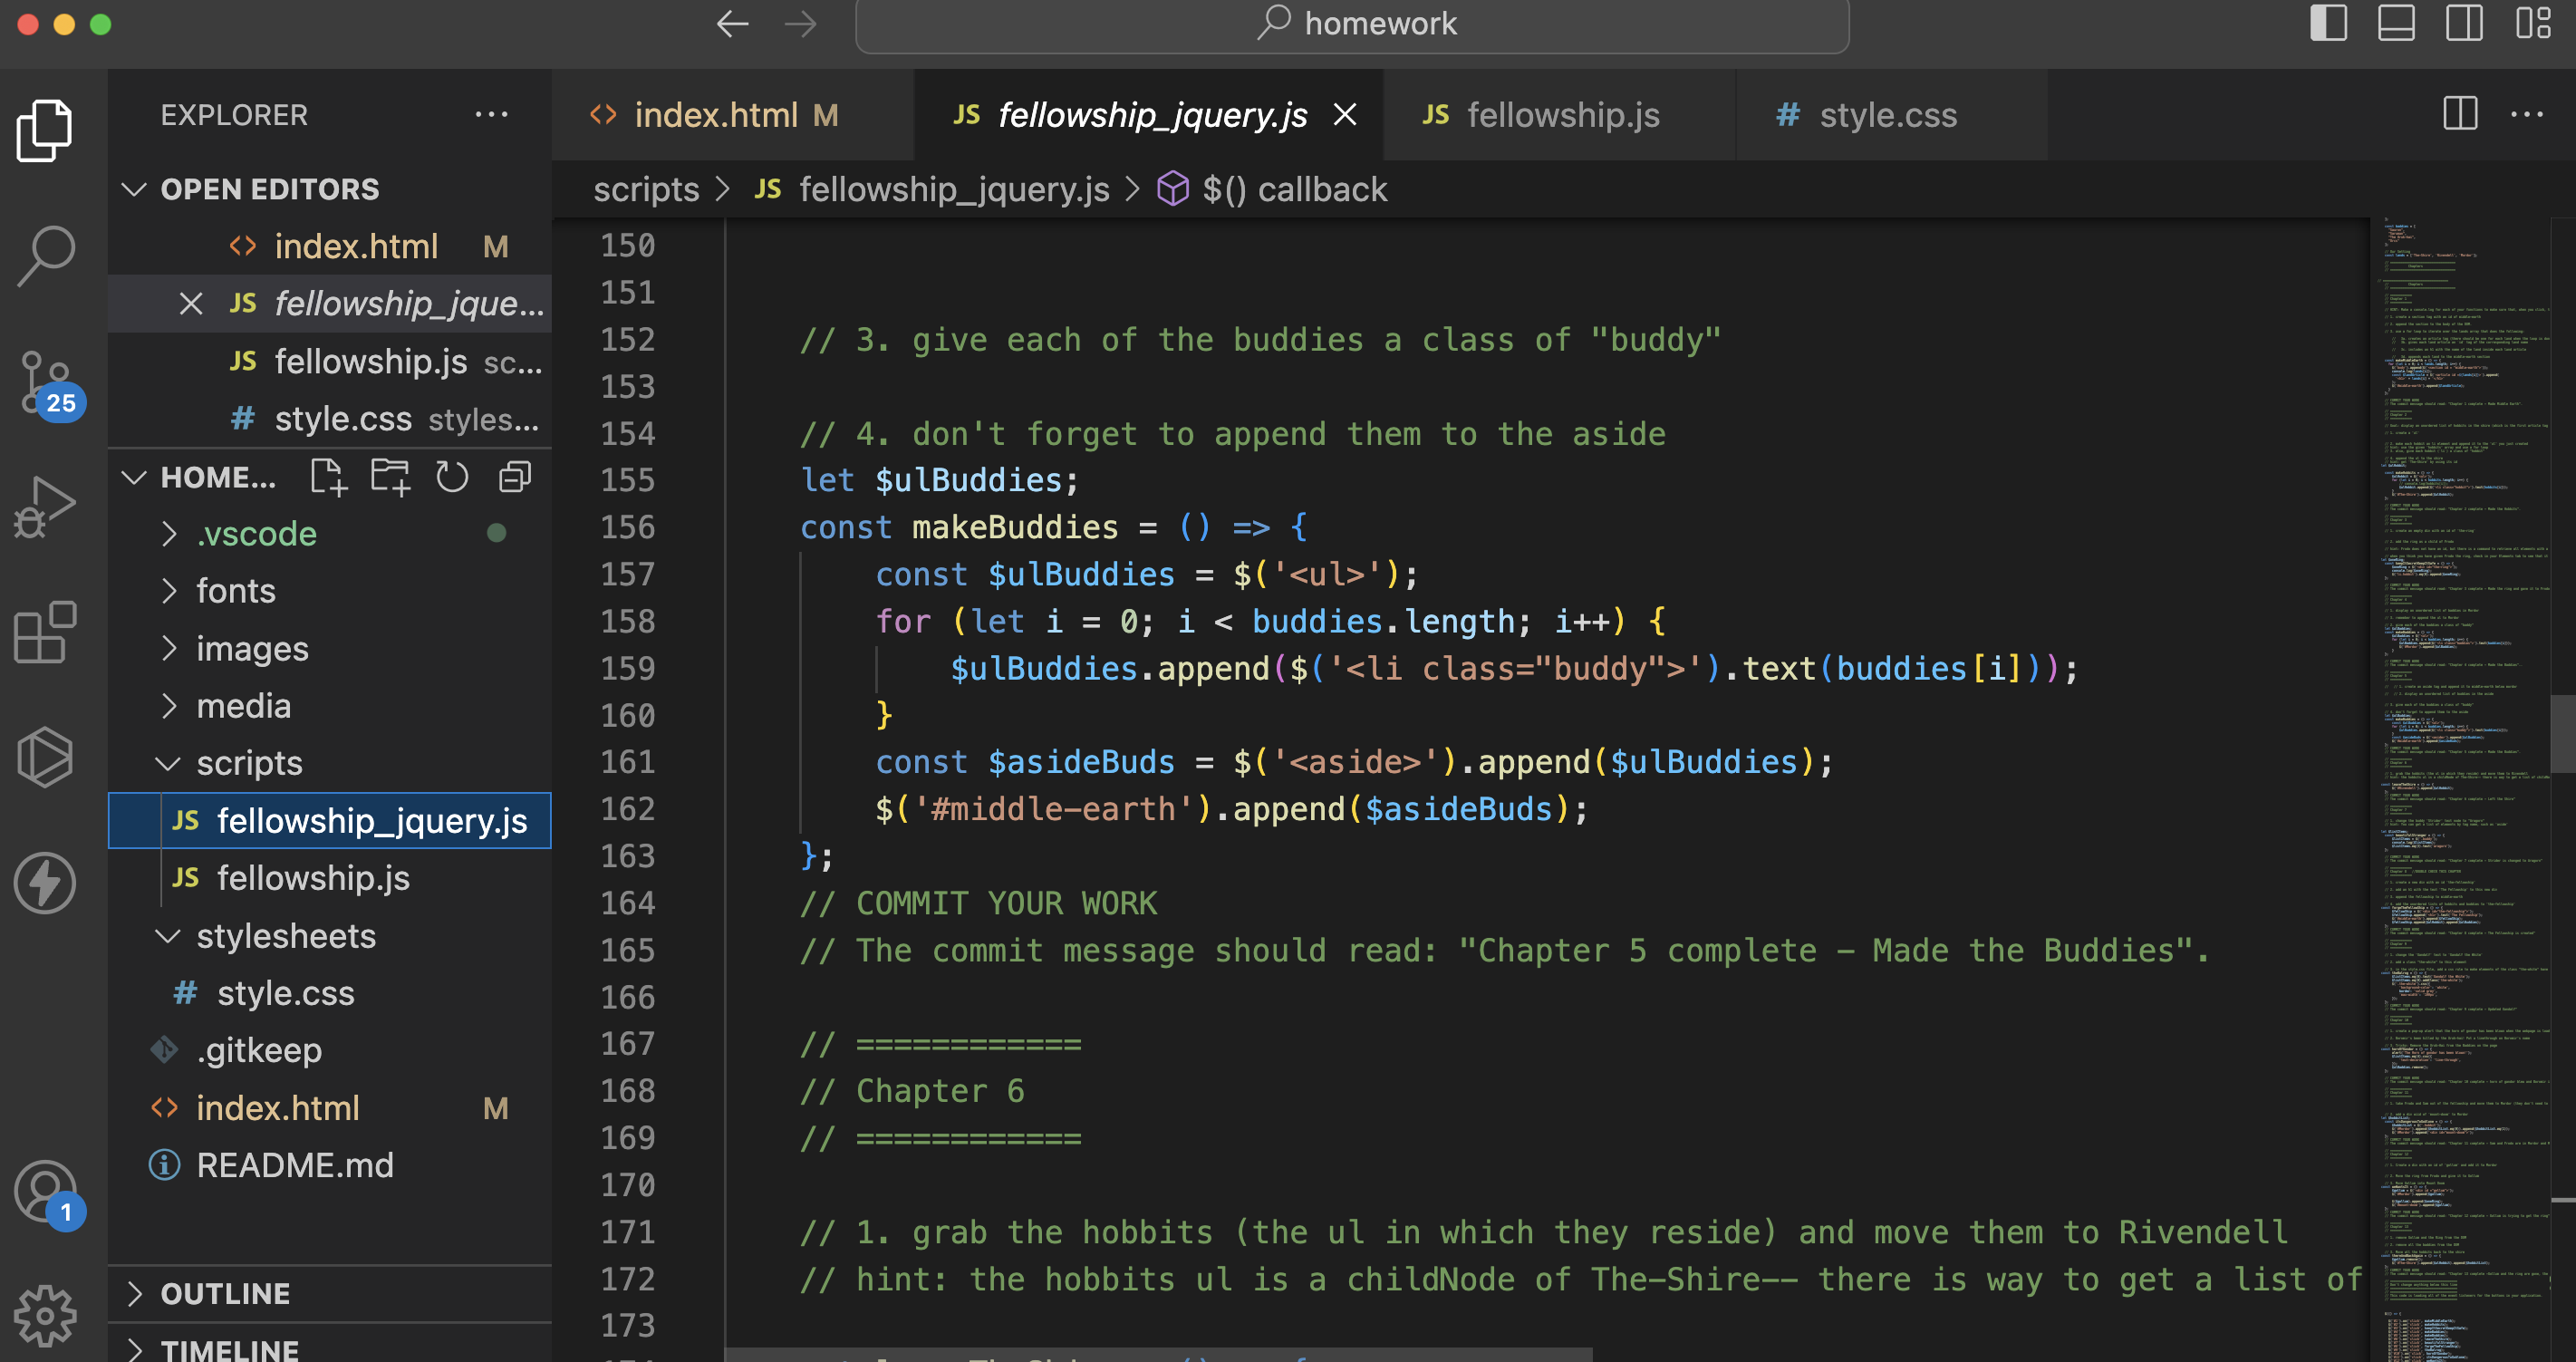 homework
EXPLORER
index.html M
fellowship_jquery.js
fellowship.js
style.css
OPEN EDITORS
index.html M
JS fellowship_jque...
JS fellowship.js sc...
# style.css styles...
25
HOME...
.vscode
fonts
images
media
scripts
JS fellowship_jquery.js
JS fellowship.js
stylesheets
# style.css
.gitkeep
index.html M
README.md
1
OUTLINE
TIMELINE
scripts > JS fellowship_jquery.js > $() callback
150
151
152 // 3. give each of the buddies a class of "buddy"
153
154 // 4. don't forget to append them to the aside
155 let $ulBuddies;
156 const makeBuddies = () => {
157 const $ulBuddies = $('<ul>');
158 for (let i = 0; i < buddies.length; i++) {
159 $ulBuddies.append($('<li class="buddy">').text(buddies[i]));
160 }
161 const $asideBuds = $('<aside>').append($ulBuddies);
162 $('#middle-earth').append($asideBuds);
163 };
164 // COMMIT YOUR WORK
165 // The commit message should read: "Chapter 5 complete - Made the Buddies".
166
167 // ============
168 // Chapter 6
169 // ============
170
171 // 1. grab the hobbits (the ul in which they reside) and move them to Rivendell
172 // hint: the hobbits ul is a childNode of The-Shire-- there is way to get a list of
173